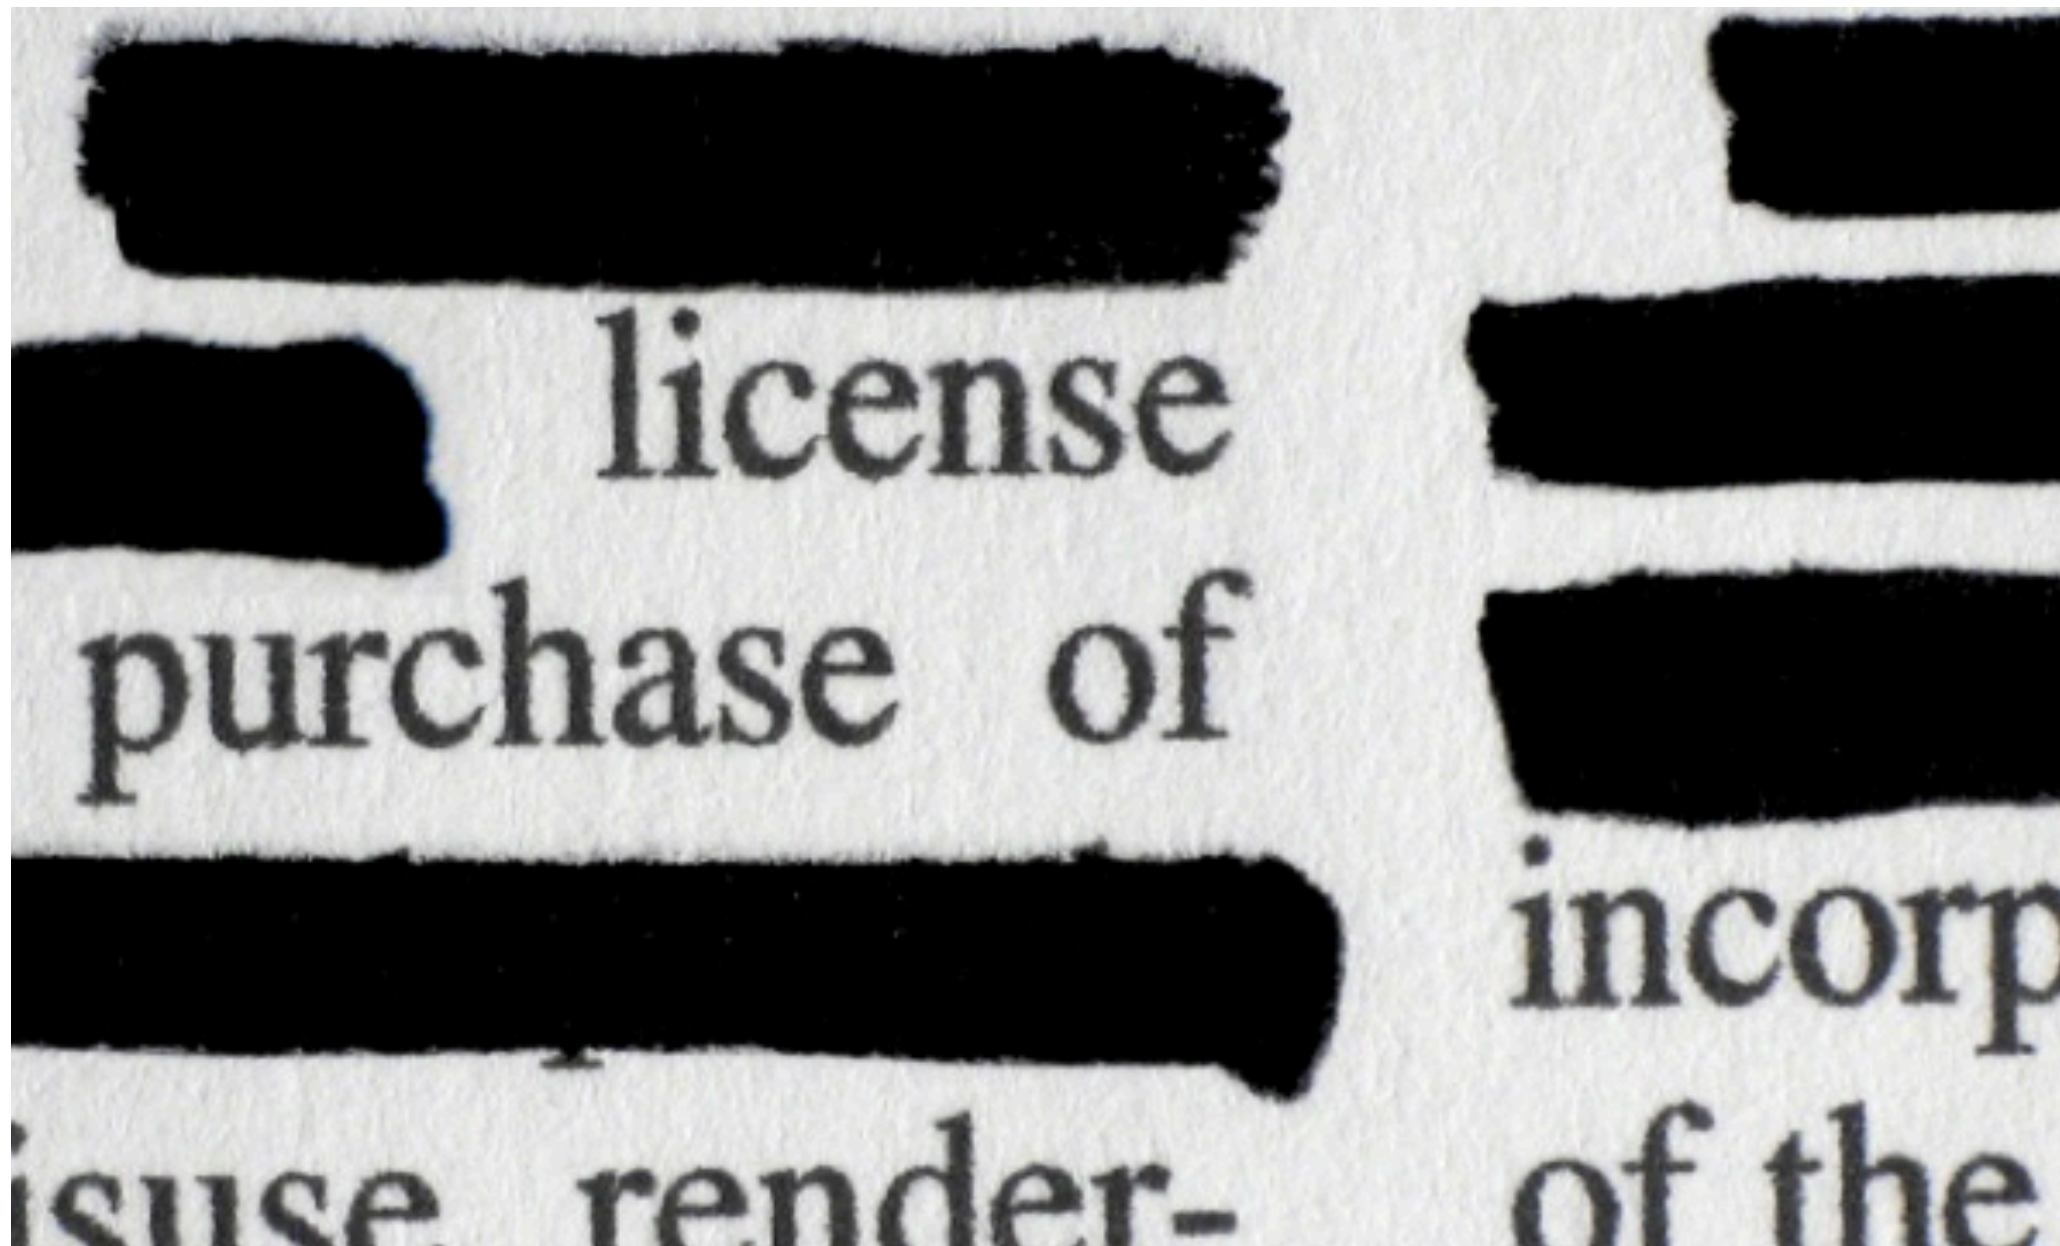 license
purchase of
isuse render-
incorp
of the